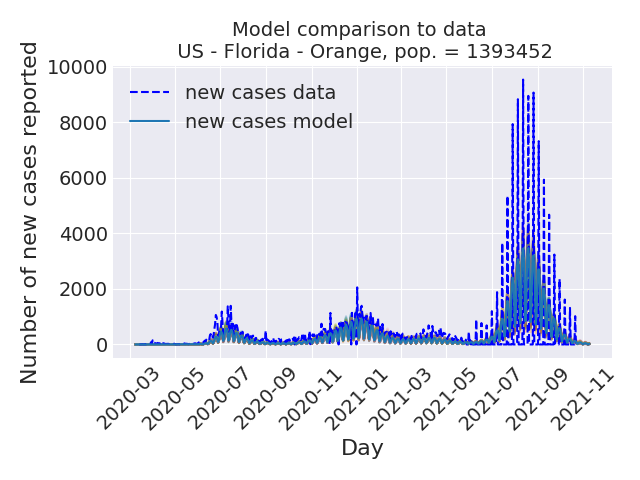 Model comparison to data
US - Florida - Orange, pop. = 1393452
Number of new cases reported
10000
8000
6000
4000
2000
0
new cases data
new cases model
2020-03
2020-05
2020-07
2020-09
2020-11
2021-01
2021-03
2021-05
2021-07
2021-09
2021-11
Day